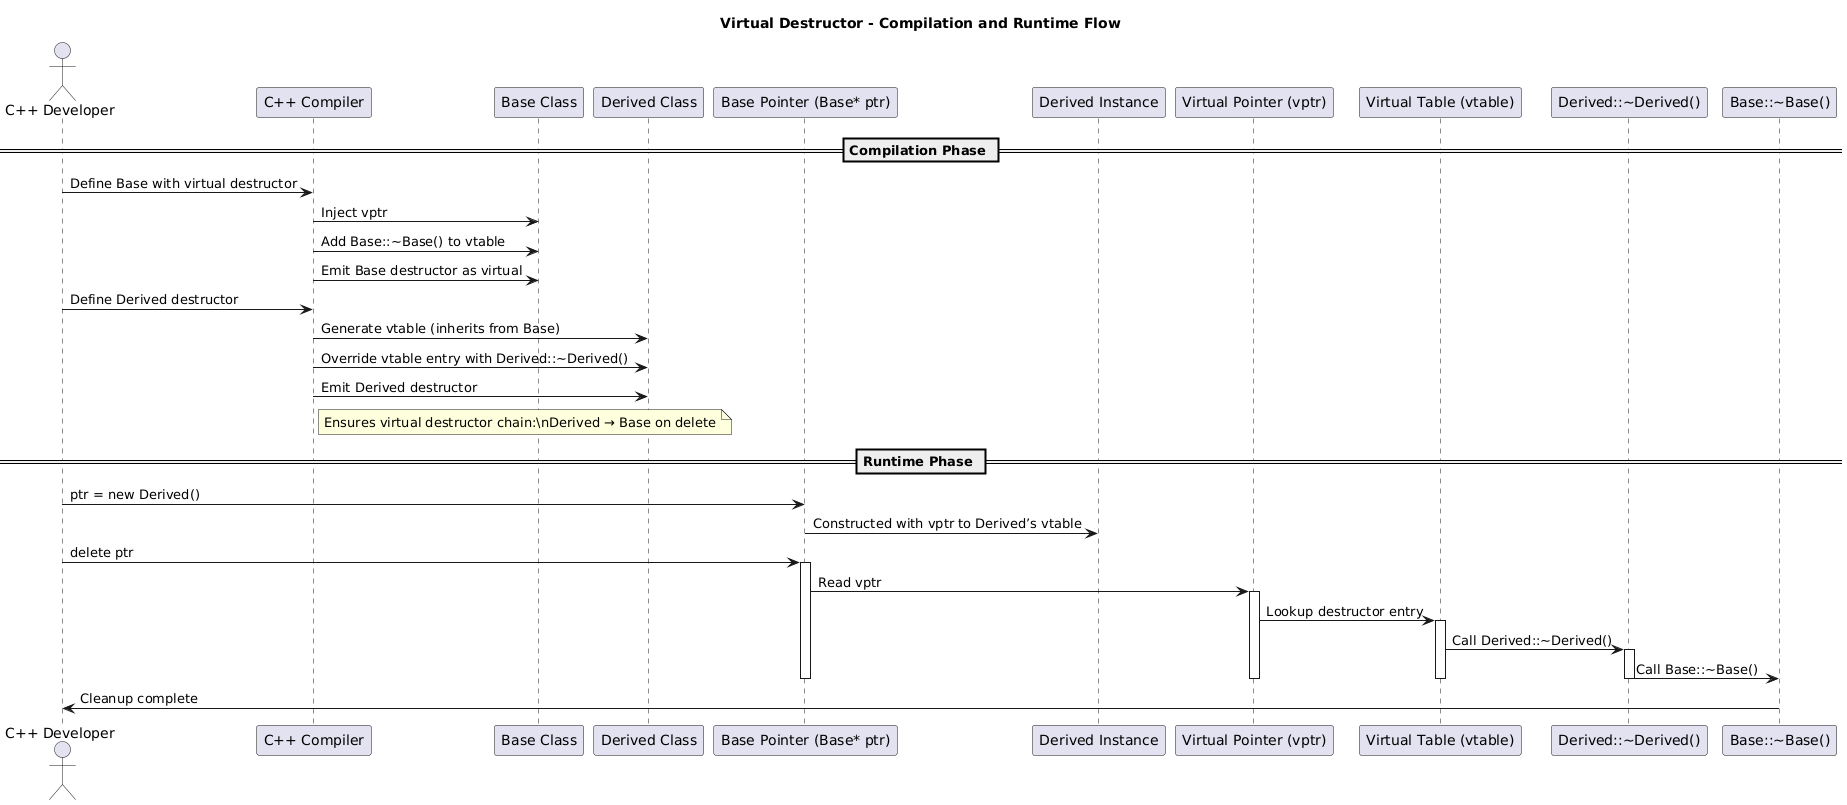 Virtual Destructor - Compilation and Runtime Flow
C++ Developer
C++ Compiler
Base Class
Derived Class
Base Pointer (Base* ptr)
Derived Instance
Virtual Pointer (vptr)
Virtual Table (vtable)
Derived::~Derived()
Base::~Base()
Compilation Phase
Define Base with virtual destructor
Inject vptr
Add Base::~Base() to vtable
Emit Base destructor as virtual
Define Derived destructor
Generate vtable (inherits from Base)
Override vtable entry with Derived::~Derived()
Emit Derived destructor
Ensures virtual destructor chain:\nDerived → Base on delete
Runtime Phase
ptr = new Derived()
Constructed with vptr to Derived’s vtable
delete ptr
Read vptr
Lookup destructor entry
Call Derived::~Derived()
Call Base::~Base()
Cleanup complete
C++ Developer
C++ Compiler
Base Class
Derived Class
Base Pointer (Base* ptr)
Derived Instance
Virtual Pointer (vptr)
Virtual Table (vtable)
Derived::~Derived()
Base::~Base()